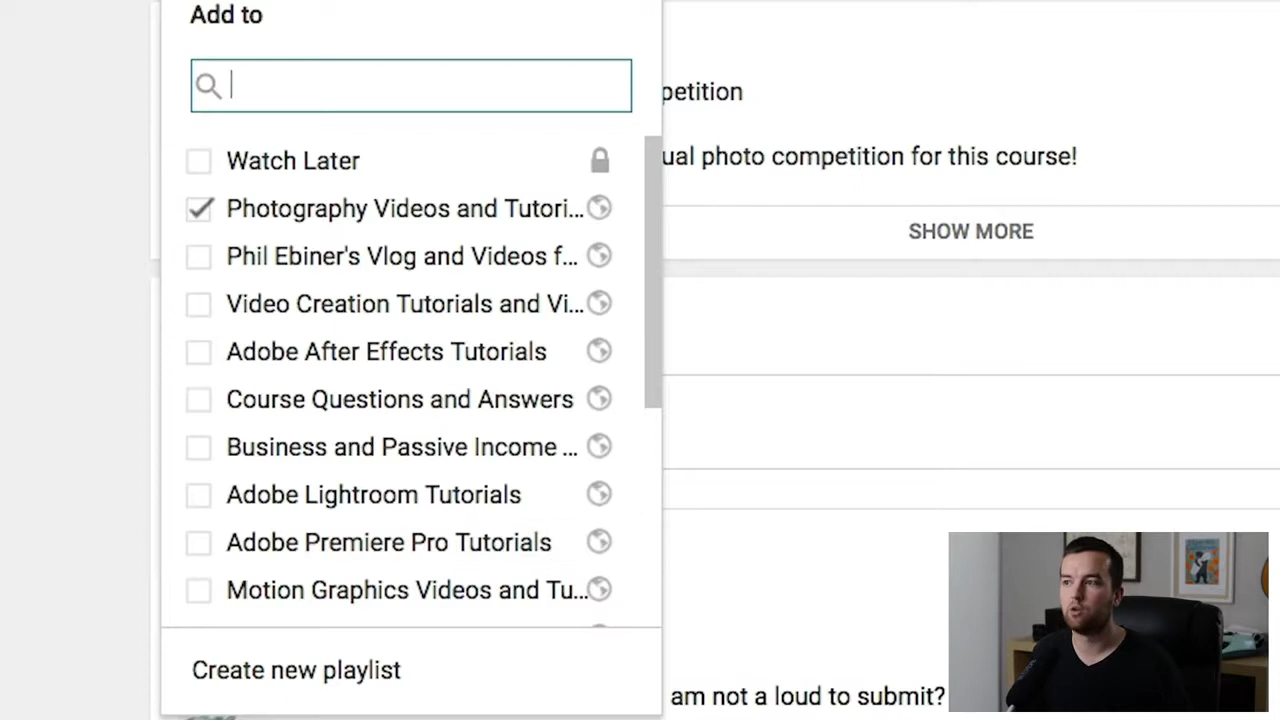 Add to
petition
Watch Later
ual photo competition for this course!
Photography Videos and Tutori...
SHOW MORE
Phil Ebiner's Vlog and Videos f...
Video Creation Tutorials and Vi...
Adobe After Effects Tutorials
Course Questions and Answers
Business and Passive Income ...
Adobe Lightroom Tutorials
Adobe Premiere Pro Tutorials
Motion Graphics Videos and Tu...
Create new playlist
am not a loud to submit?